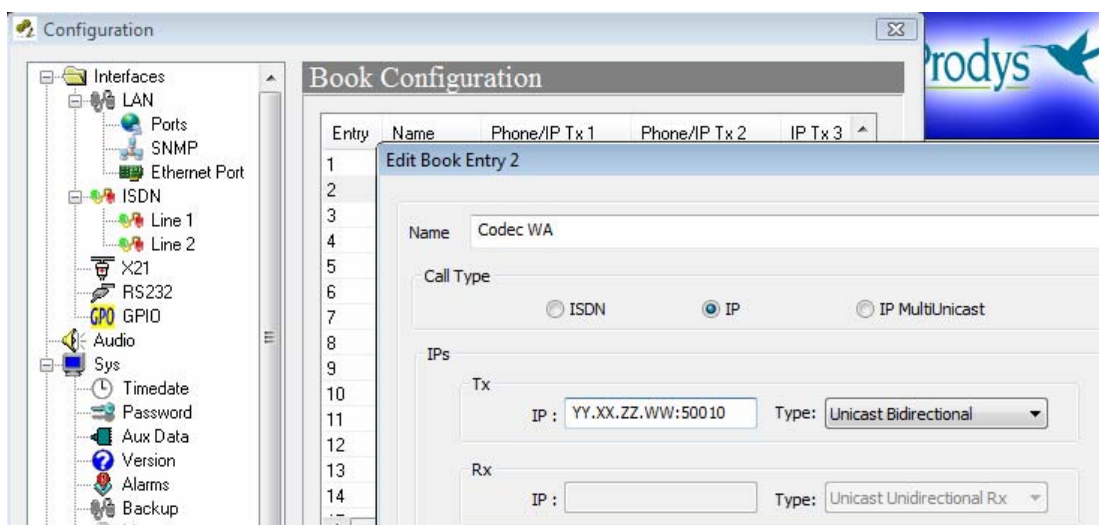 Configuration
Prodys
Interfaces
LAN
Ports
SNMP
Ethernet Port
ISDN
Line 1
Line 2
X21
RS232
GPO GPIO
Audio
Sys
Timedate
Password
Aux Data
Version
Alarms
Backup
Book Configuration
Entry Name Phone/IP Tx 1 Phone/IP Tx 2 IP Tx 3
1
2
3
4
5
6
7
8
9
10
11
12
13
14
Edit Book Entry 2
Name Codec WA
Call Type
ISDN IP IP MultiUnicast
IPs
Tx
IP : YY.XX.ZZ.WW:50010 Type: Unicast Bidirectional
Rx
IP : Type: Unicast Unidirectional Rx